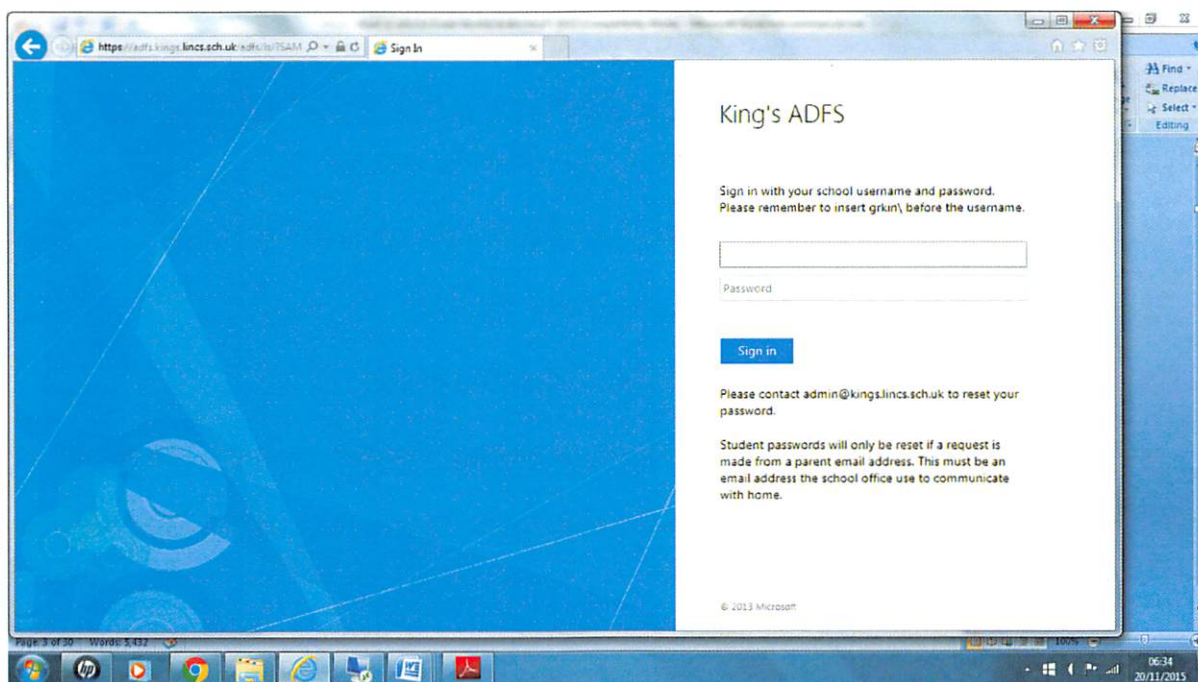 https://adfs.kings.lincs.sch.uk/adfs/ls/?SAM
Sign In
Find
Replace
Select
Editing
King's ADFS
Sign in with your school username and password.
Please remember to insert grkin\ before the username.
Password
Sign in
Please contact admin@kings.lincs.sch.uk to reset your
password.
Student passwords will only be reset if a request is
made from a parent email address. This must be an
email address the school office use to communicate
with home.
© 2013 Microsoft
Page: 3 of 30 Words: 5,432
100%
hp
06:34
20/11/2015